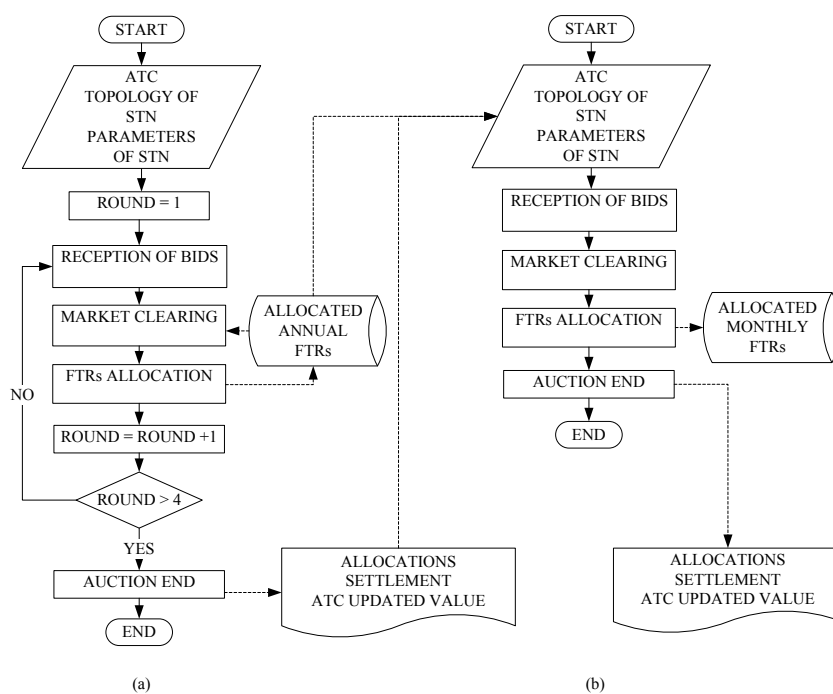 START
ATC
TOPOLOGY OF
STN
PARAMETERS
OF STN
ROUND = 1
RECEPTION OF BIDS
MARKET CLEARING
ALLOCATED
ANNUAL
FTRs
FTRs ALLOCATION
NO
ROUND = ROUND +1
ROUND > 4
YES
AUCTION END
ALLOCATIONS
SETTLEMENT
ATC UPDATED VALUE
END
(a)
START
ATC
TOPOLOGY OF
STN
PARAMETERS
OF STN
RECEPTION OF BIDS
MARKET CLEARING
FTRs ALLOCATION
ALLOCATED
MONTHLY
FTRs
AUCTION END
END
ALLOCATIONS
SETTLEMENT
ATC UPDATED VALUE
(b)